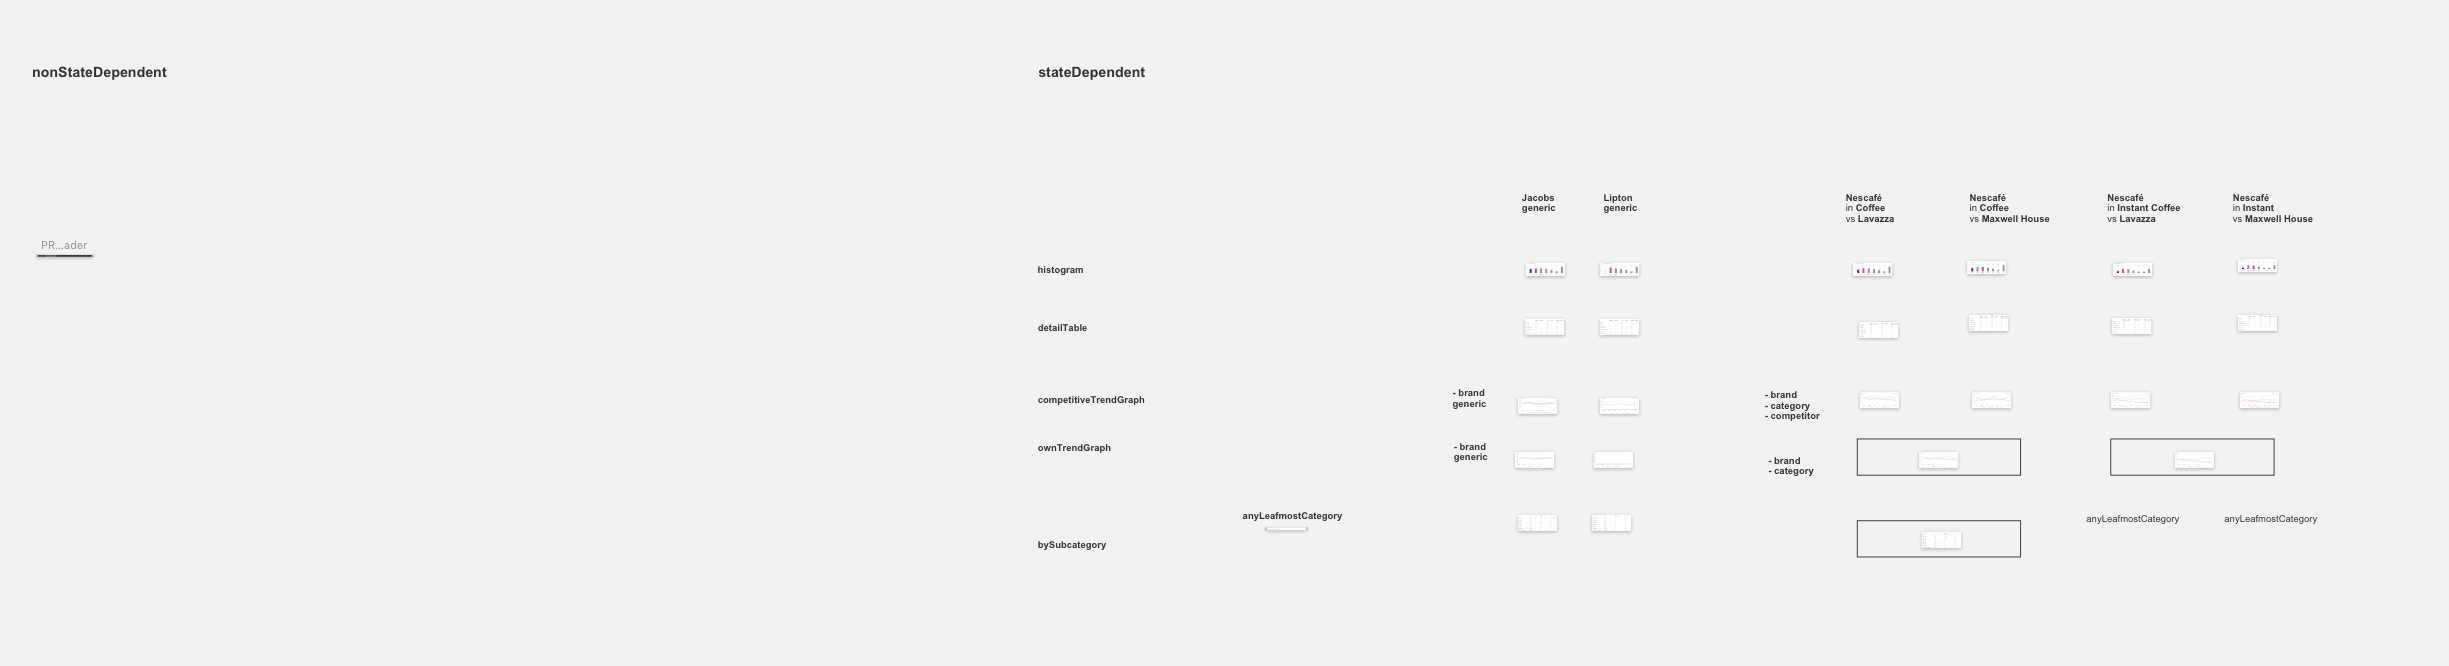 nonStateDependent
stateDependent
Jacobs
generic
Lipton
generic
Nescafé
in Coffee
vs Lavazza
Nescafé
in Coffee
vs Maxwell House
Nescafé
in Instant Coffee
vs Lavazza
Nescafé
in Instant
vs Maxwell House
PR...ader
histogram
detailTable
competitiveTrendGraph
- brand
generic
- brand
- category
- competitor
ownTrendGraph
- brand
generic
- brand
- category
anyLeafmostCategory
anyLeafmostCategory
anyLeafmostCategory
bySubcategory